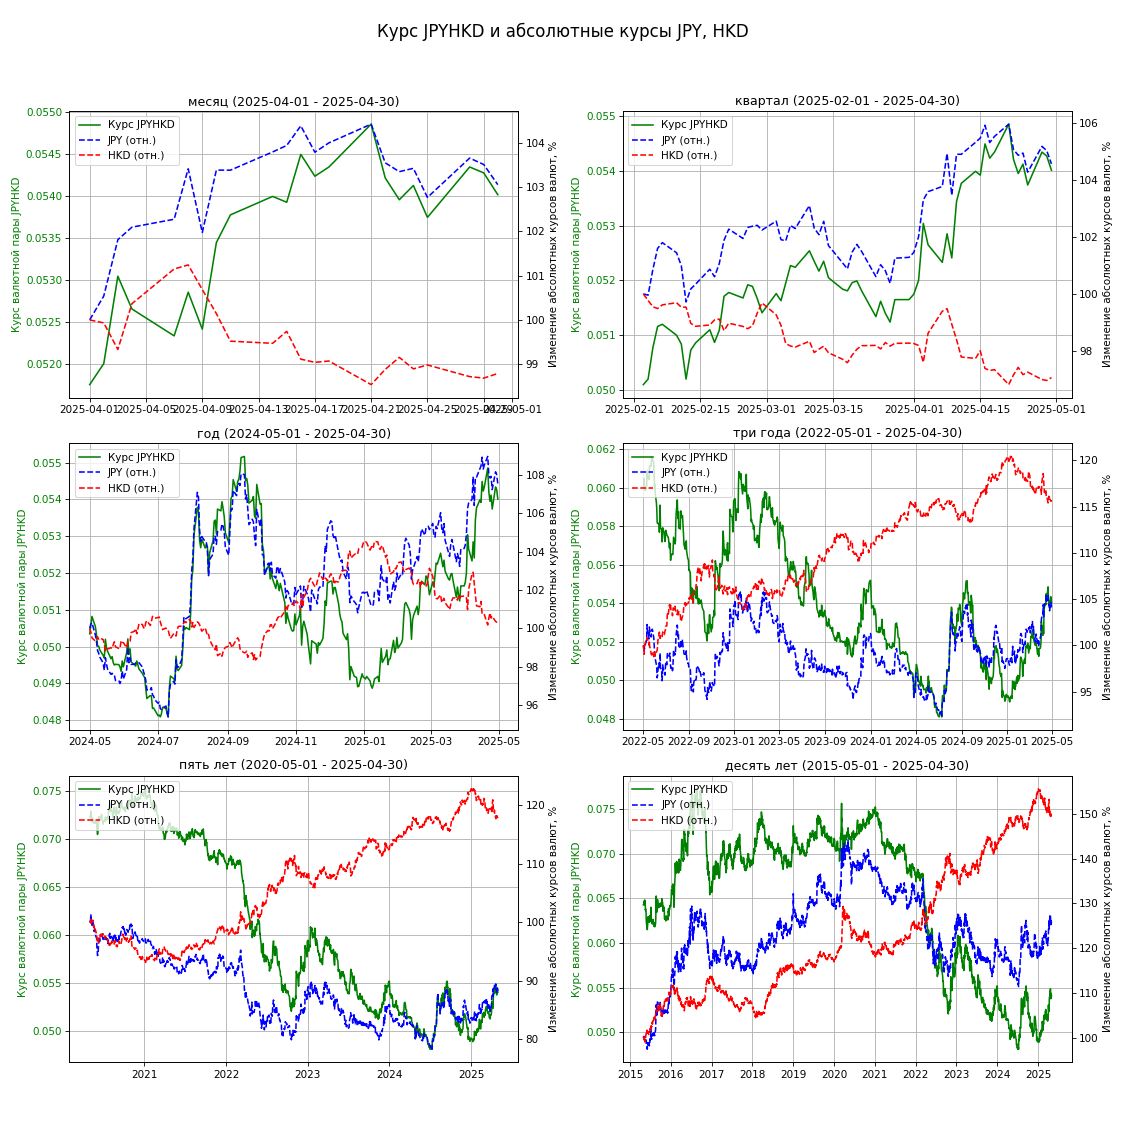 Курс JPYHKD и абсолютные курсы JPY, HKD
месяц (2025-04-01 - 2025-04-30)
Курс JPYHKD
JPY (отн.)
HKD (отн.)
Курс валютной пары JPYHKD
0.0550
0.0545
0.0540
0.0535
0.0530
0.0525
0.0520
104
103
102
101
100
99
Изменение абсолютных курсов валют, %
2025-04-01 2025-04-05 2025-04-09 2025-04-13 2025-04-17 2025-04-21 2025-04-25 2025-04-29 2025-05-01
квартал (2025-02-01 - 2025-04-30)
Курс JPYHKD
JPY (отн.)
HKD (отн.)
Курс валютной пары JPYHKD
0.055
0.054
0.053
0.052
0.051
0.050
106
104
102
100
98
Изменение абсолютных курсов валют, %
2025-02-01 2025-02-15 2025-03-01 2025-03-15 2025-04-01 2025-04-15 2025-05-01
год (2024-05-01 - 2025-04-30)
Курс JPYHKD
JPY (отн.)
HKD (отн.)
Курс валютной пары JPYHKD
0.055
0.054
0.053
0.052
0.051
0.050
0.049
0.048
108
106
104
102
100
98
96
Изменение абсолютных курсов валют, %
2024-05 2024-07 2024-09 2024-11 2025-01 2025-03 2025-05
три года (2022-05-01 - 2025-04-30)
Курс JPYHKD
JPY (отн.)
HKD (отн.)
Курс валютной пары JPYHKD
0.062
0.060
0.058
0.056
0.054
0.052
0.050
0.048
120
115
110
105
100
95
Изменение абсолютных курсов валют, %
2022-05 2022-09 2023-01 2023-05 2023-09 2024-01 2024-05 2024-09 2025-01 2025-05
пять лет (2020-05-01 - 2025-04-30)
Курс JPYHKD
JPY (отн.)
HKD (отн.)
Курс валютной пары JPYHKD
0.075
0.070
0.065
0.060
0.055
0.050
120
110
100
90
80
Изменение абсолютных курсов валют, %
2021 2022 2023 2024 2025
десять лет (2015-05-01 - 2025-04-30)
Курс JPYHKD
JPY (отн.)
HKD (отн.)
Курс валютной пары JPYHKD
0.075
0.070
0.065
0.060
0.055
0.050
150
140
130
120
110
100
Изменение абсолютных курсов валют, %
2015 2016 2017 2018 2019 2020 2021 2022 2023 2024 2025